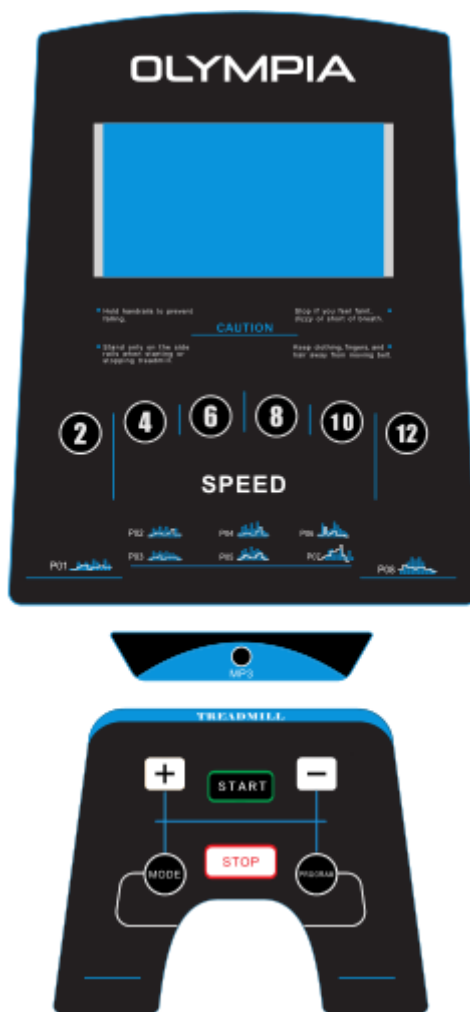 OLYMPIA
Hold handrails to prevent
falling.
Stop if you feel faint,
dizzy or short of breath.
CAUTION
Stand only on the side
rails when starting or
stopping treadmill.
Keep clothing, fingers, and
hair away from moving belt.
2 4 6 8 10 12
SPEED
P02 P04 P06
P01 P03 P05 P07 P08
MP3
TREADMILL
+ START −
STOP
MODE PROGRAM